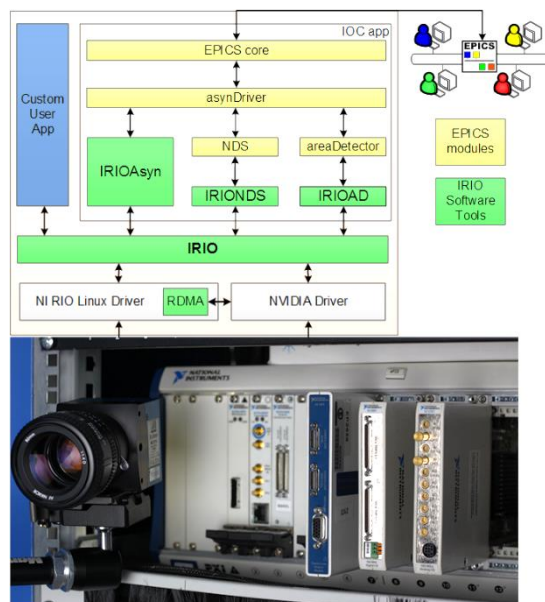 IOC app
EPICS core
EPICS
Custom
User
App
asynDriver
IRIOAsyn
NDS
areaDetector
EPICS
modules
IRIONDS
IRIOAD
IRIO
Software
Tools
IRIO
NI RIO Linux Driver
RDMA
NVIDIA Driver
NATIONAL
INSTRUMENTS